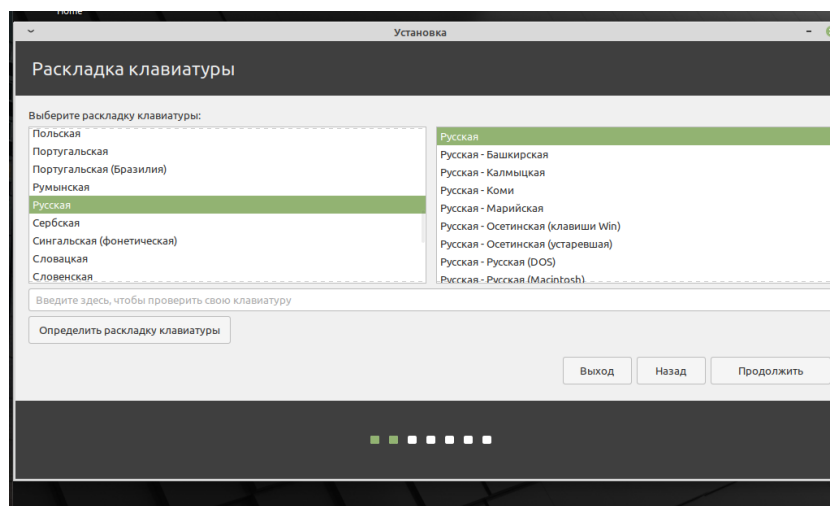 Home
Установка
Раскладка клавиатуры
Выберите раскладку клавиатуры:
Польская
Португальская
Португальская (Бразилия)
Румынская
Русская
Сербская
Сингальская (фонетическая)
Словацкая
Словенская
Русская
Русская - Башкирская
Русская - Калмыцкая
Русская - Коми
Русская - Марийская
Русская - Осетинская (клавиши Win)
Русская - Осетинская (устаревшая)
Русская - Русская (DOS)
Русская - Русская (Macintosh)
Введите здесь, чтобы проверить свою клавиатуру
Определить раскладку клавиатуры
Выход Назад Продолжить